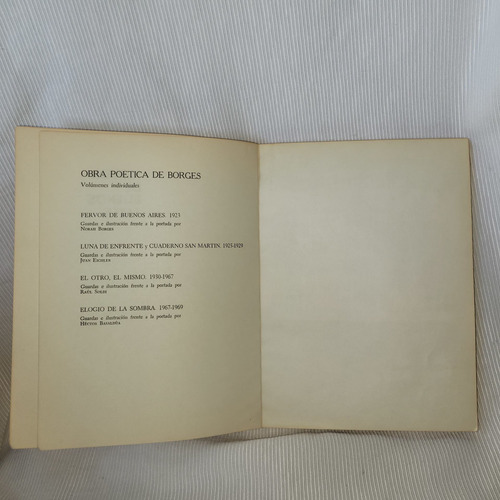 OBRA POETICA DE BORGES
Volúmenes individuales
FERVOR DE BUENOS AIRES. 1923
Guardas e ilustración frente a la portada por
NORAH BORGES
LUNA DE ENFRENTE y CUADERNO SAN MARTIN. 1925-1929
Guardas e ilustración frente a la portada por
IVAN EICHLER
EL OTRO, EL MISMO. 1930-1967
Guardas e ilustración frente a la portada por
RAÚL SOLDI
ELOGIO DE LA SOMBRA. 1967-1969
Guardas e ilustración frente a la portada por
HÉCTOR BASALDÚA